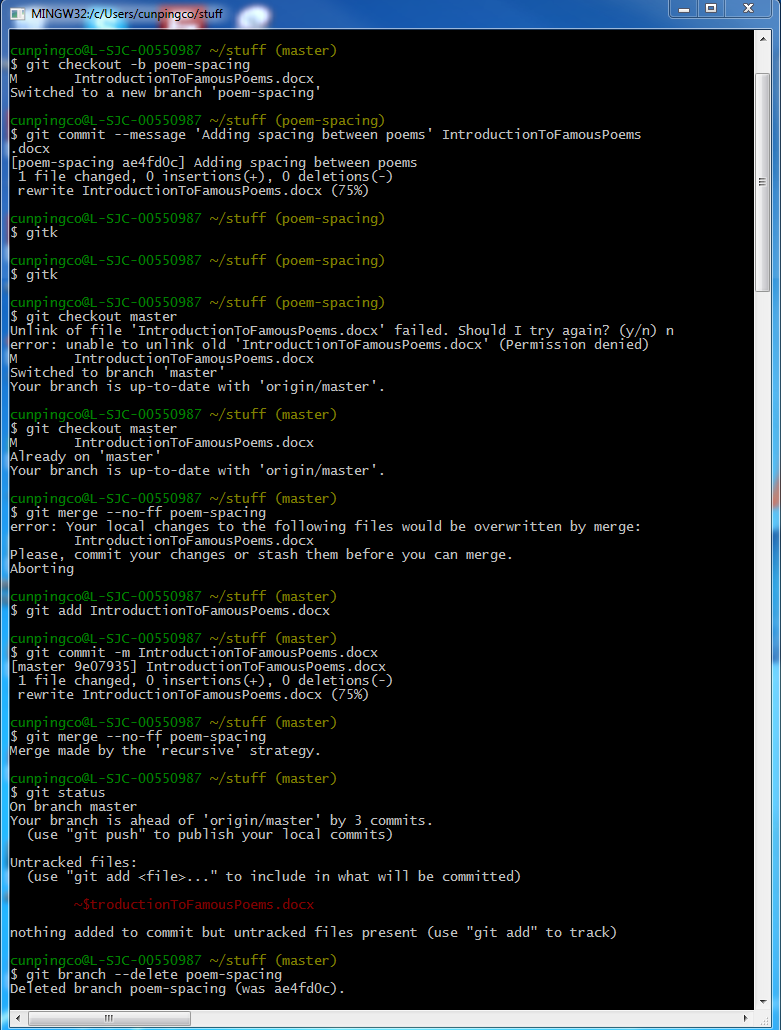 MINGW32:/c/Users/cunpingco/stuff
cunpingco@L-SJC-00550987 ~/stuff (master)
$ git checkout -b poem-spacing
M       IntroductionToFamousPoems.docx
Switched to a new branch 'poem-spacing'
cunpingco@L-SJC-00550987 ~/stuff (poem-spacing)
$ git commit --message 'Adding spacing between poems' IntroductionToFamousPoems
.docx
[poem-spacing ae4fd0c] Adding spacing between poems
 1 file changed, 0 insertions(+), 0 deletions(-)
 rewrite IntroductionToFamousPoems.docx (75%)
cunpingco@L-SJC-00550987 ~/stuff (poem-spacing)
$ gitk
cunpingco@L-SJC-00550987 ~/stuff (poem-spacing)
$ gitk
cunpingco@L-SJC-00550987 ~/stuff (poem-spacing)
$ git checkout master
Unlink of file 'IntroductionToFamousPoems.docx' failed. Should I try again? (y/n) n
error: unable to unlink old 'IntroductionToFamousPoems.docx' (Permission denied)
M       IntroductionToFamousPoems.docx
Switched to branch 'master'
Your branch is up-to-date with 'origin/master'.
cunpingco@L-SJC-00550987 ~/stuff (master)
$ git checkout master
M       IntroductionToFamousPoems.docx
Already on 'master'
Your branch is up-to-date with 'origin/master'.
cunpingco@L-SJC-00550987 ~/stuff (master)
$ git merge --no-ff poem-spacing
error: Your local changes to the following files would be overwritten by merge:
        IntroductionToFamousPoems.docx
Please, commit your changes or stash them before you can merge.
Aborting
cunpingco@L-SJC-00550987 ~/stuff (master)
$ git add IntroductionToFamousPoems.docx
cunpingco@L-SJC-00550987 ~/stuff (master)
$ git commit -m IntroductionToFamousPoems.docx
[master 9e07935] IntroductionToFamousPoems.docx
 1 file changed, 0 insertions(+), 0 deletions(-)
 rewrite IntroductionToFamousPoems.docx (75%)
cunpingco@L-SJC-00550987 ~/stuff (master)
$ git merge --no-ff poem-spacing
Merge made by the 'recursive' strategy.
cunpingco@L-SJC-00550987 ~/stuff (master)
$ git status
On branch master
Your branch is ahead of 'origin/master' by 3 commits.
  (use "git push" to publish your local commits)
Untracked files:
  (use "git add <file>..." to include in what will be committed)
        ~$troductionToFamousPoems.docx
nothing added to commit but untracked files present (use "git add" to track)
cunpingco@L-SJC-00550987 ~/stuff (master)
$ git branch --delete poem-spacing
Deleted branch poem-spacing (was ae4fd0c).